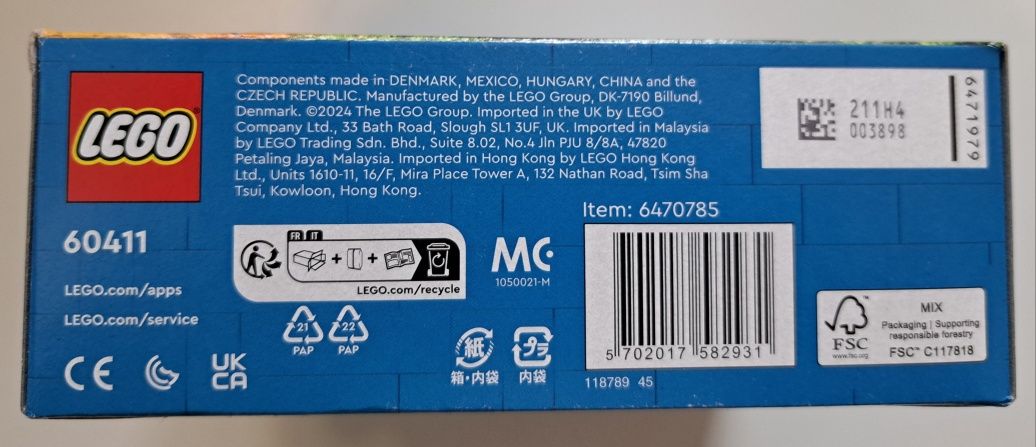 LEGO®
60411
LEGO.com/apps
LEGO.com/service
CE
UK
CA
Components made in DENMARK, MEXICO, HUNGARY, CHINA and the
CZECH REPUBLIC. Manufactured by the LEGO Group, DK-7190 Billund,
Denmark. ©2024 The LEGO Group. Imported in the UK by LEGO
Company Ltd., 33 Bath Road, Slough SL1 3UF, UK. Imported in Malaysia
by LEGO Trading Sdn. Bhd., Suite 8.02, No.4 Jln PJU 8/8A, 47820
Petaling Jaya, Malaysia. Imported in Hong Kong by LEGO Hong Kong
Ltd., Units 1610-11, 16/F, Mira Place Tower A, 132 Nathan Road, Tsim Sha
Tsui, Kowloon, Hong Kong.
FR IT
+ +
LEGO.com/recycle
21
PAP
22
PAP
MC
1050021-M
紙
箱・内袋
プラ
内袋
Item: 6470785
5 702017 582931
118789 45
211H4
003898
6471979
FSC
www.fsc.org
MIX
Packaging | Supporting
responsible forestry
FSC™ C117818